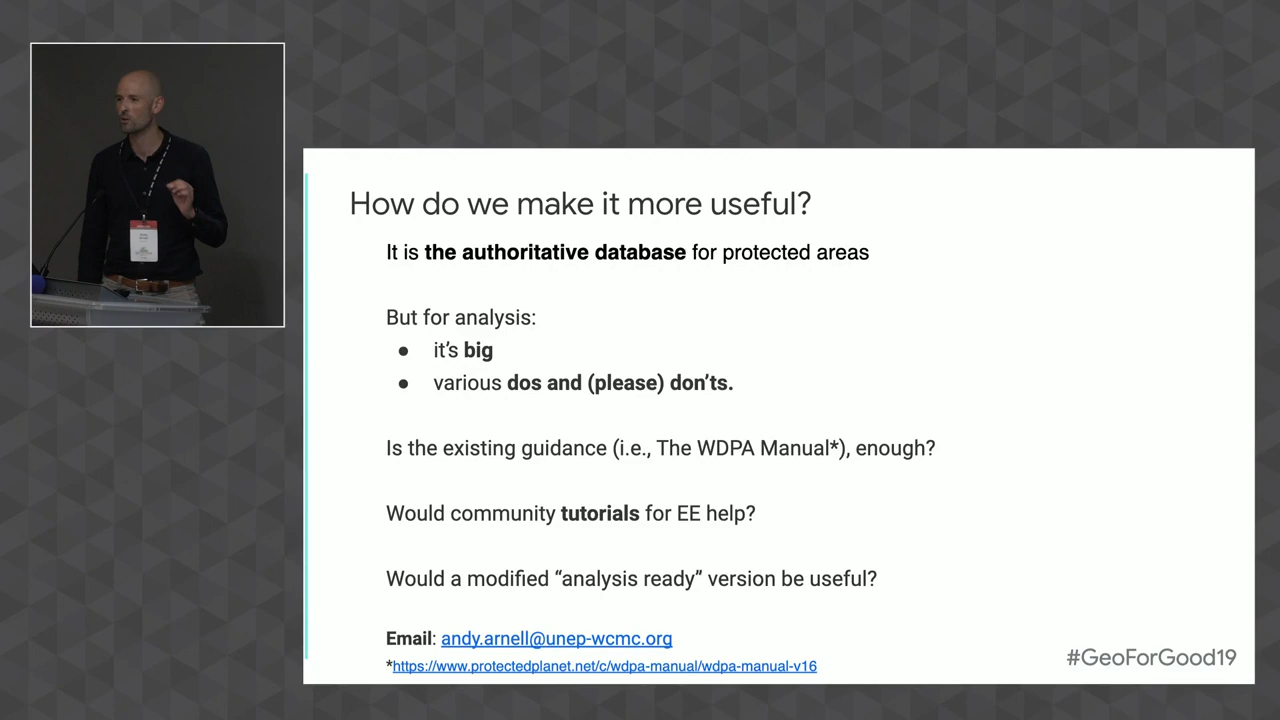 How do we make it more useful?
It is the authoritative database for protected areas
But for analysis:
● it's big
● various dos and (please) don'ts.
Is the existing guidance (i.e., The WDPA Manual*), enough?
Would community tutorials for EE help?
Would a modified “analysis ready” version be useful?
Email: andy.arnell@unep-wcmc.org
*https://www.protectedplanet.net/c/wdpa-manual/wdpa-manual-v16
#GeoForGood19